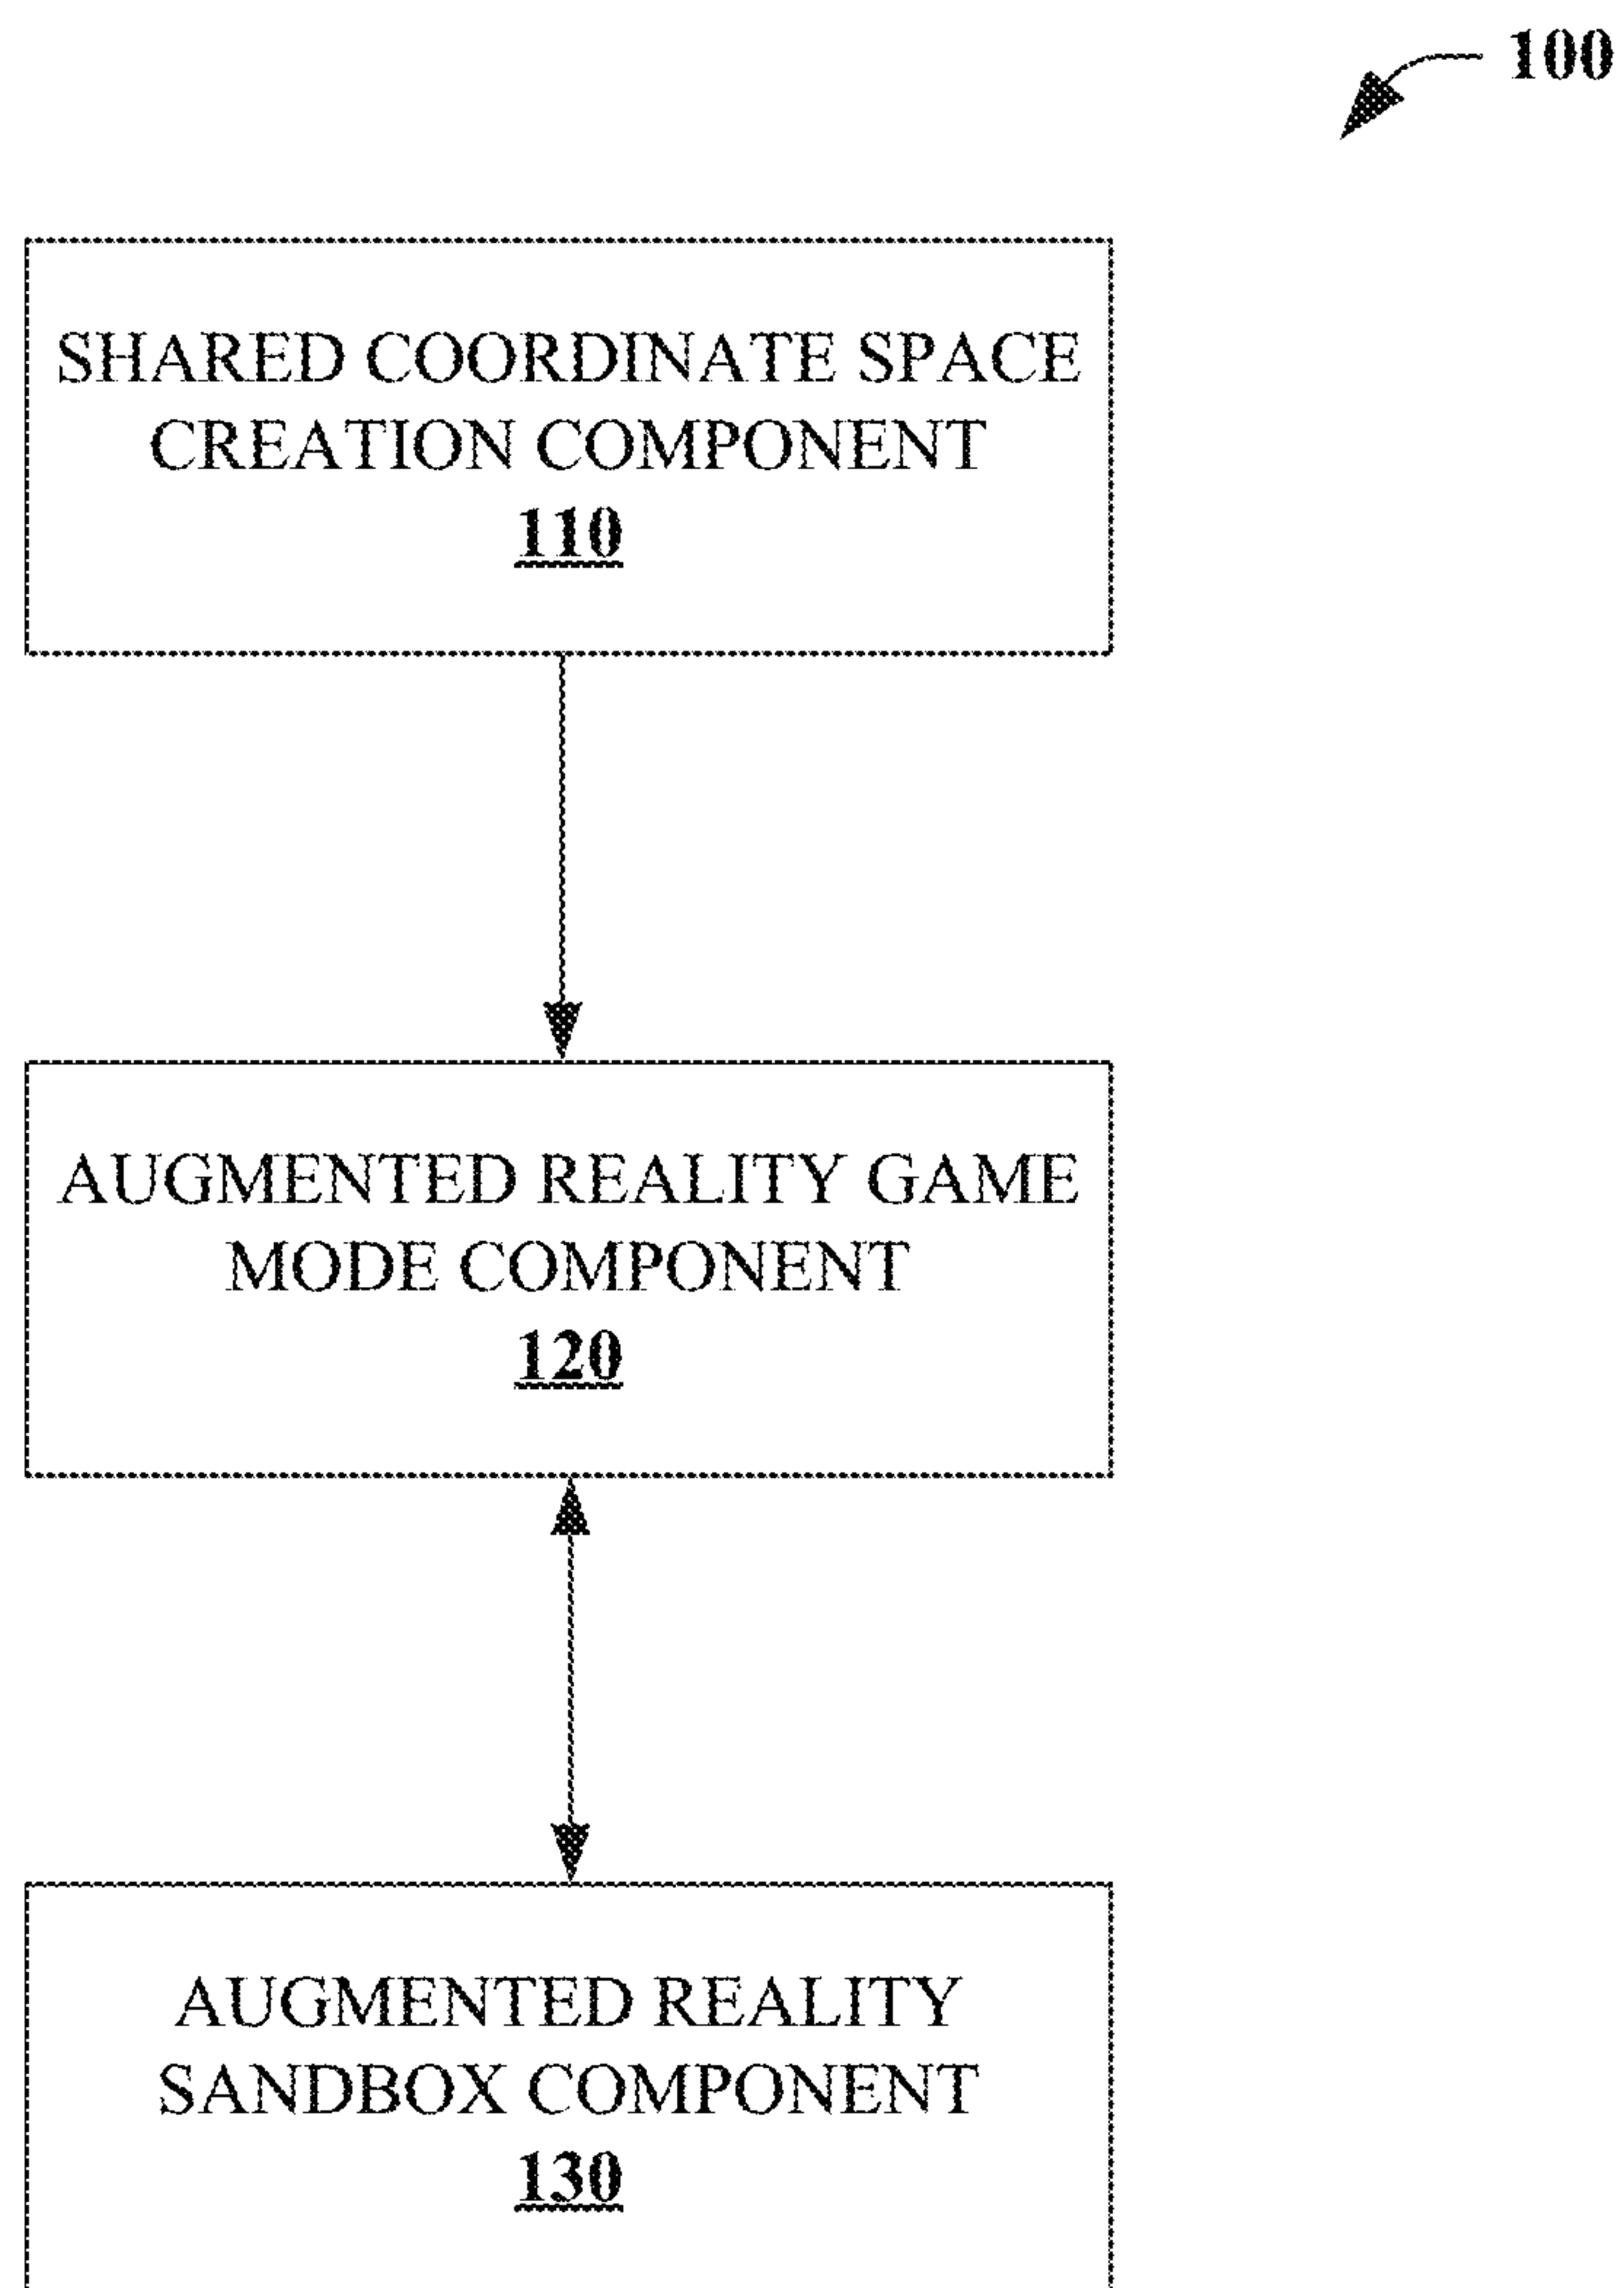 100
SHARED COORDINATE SPACE
CREATION COMPONENT
110
AUGMENTED REALITY GAME
MODE COMPONENT
120
AUGMENTED REALITY
SANDBOX COMPONENT
130